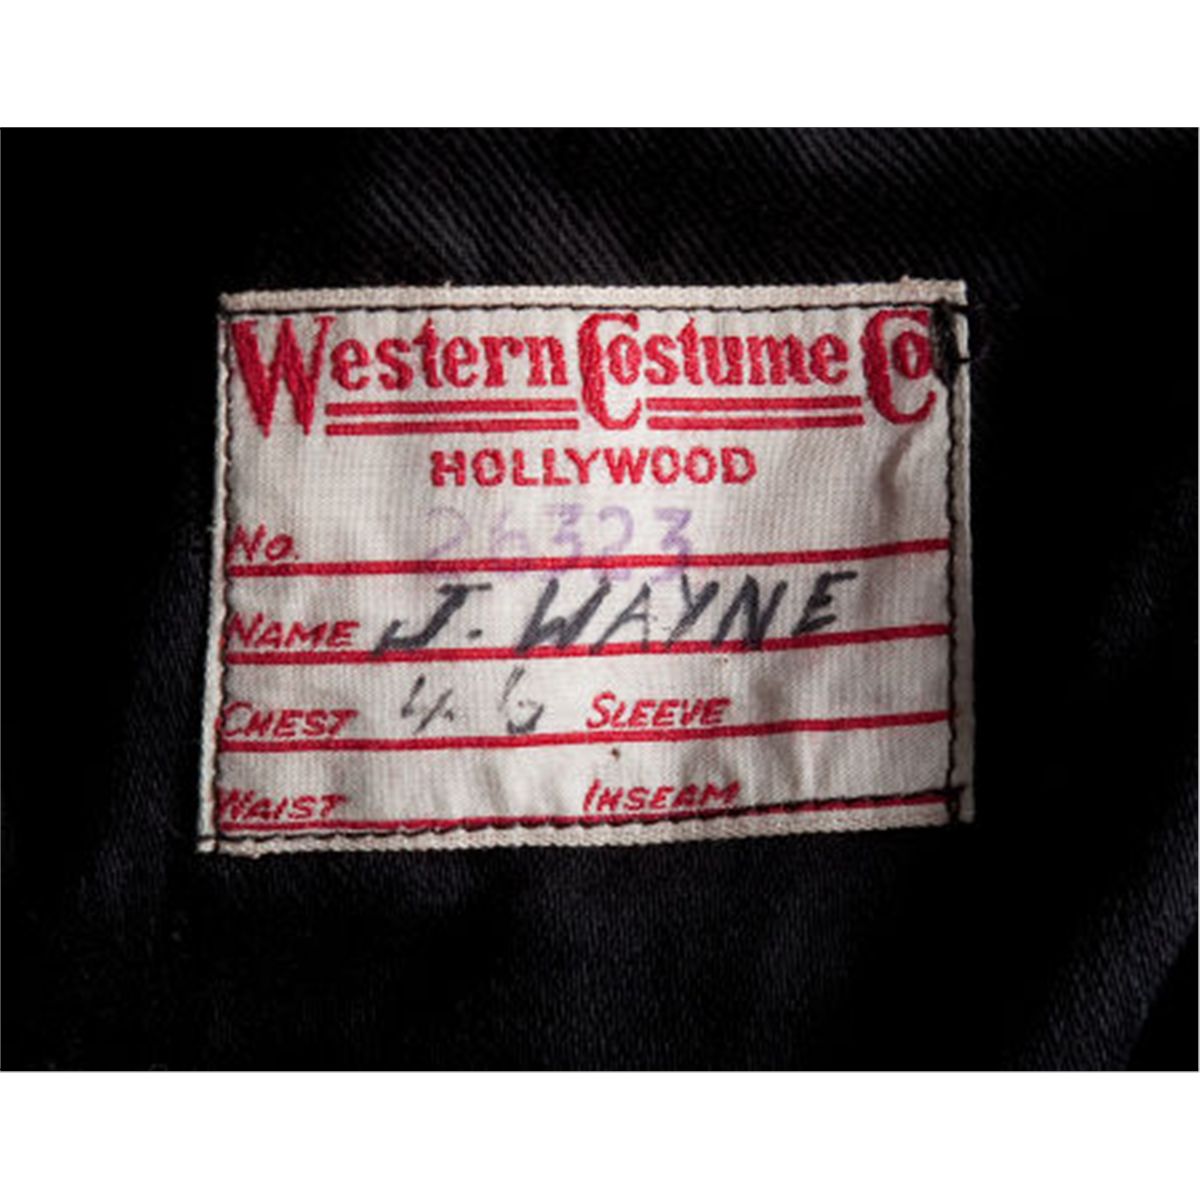 Western Costume Co
HOLLYWOOD
No. 26323
NAME J. WAYNE
CHEST 46 SLEEVE
WAIST INSEAM